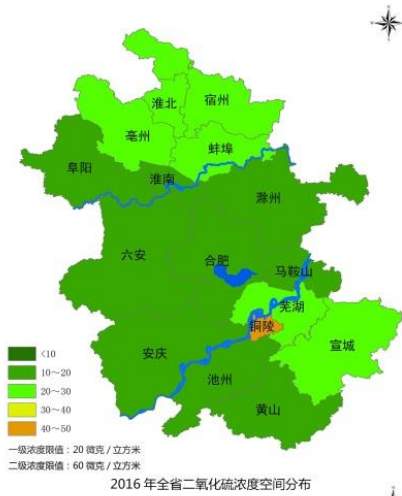 淮北
宿州
亳州
蚌埠
阜阳
淮南
滁州
六安
合肥
马鞍山
芜湖
铜陵
宣城
安庆
池州
黄山
<10
10～20
20～30
30～40
40～50
一级浓度限值：20 微克 / 立方米
二级浓度限值：60 微克 / 立方米
2016 年全省二氧化硫浓度空间分布